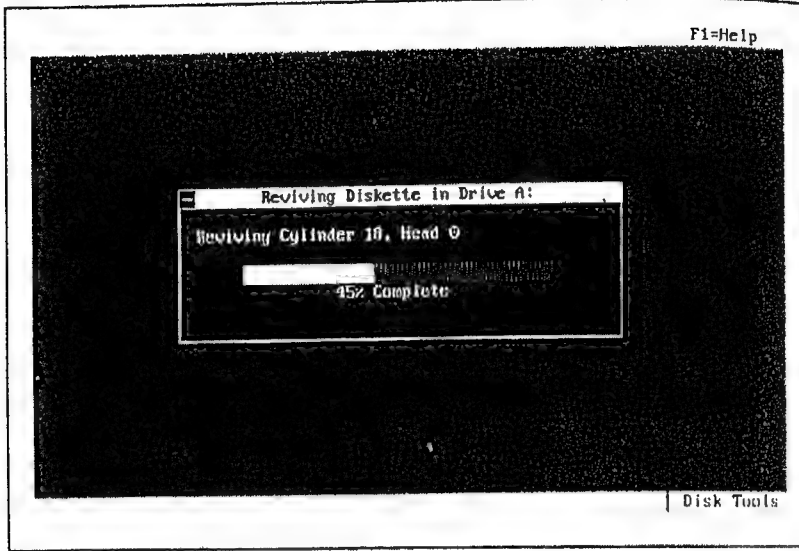 F1=Help
Reviving Diskette in Drive A:
Reviving Cylinder 18, Head 0
45% Complete
Disk Tools